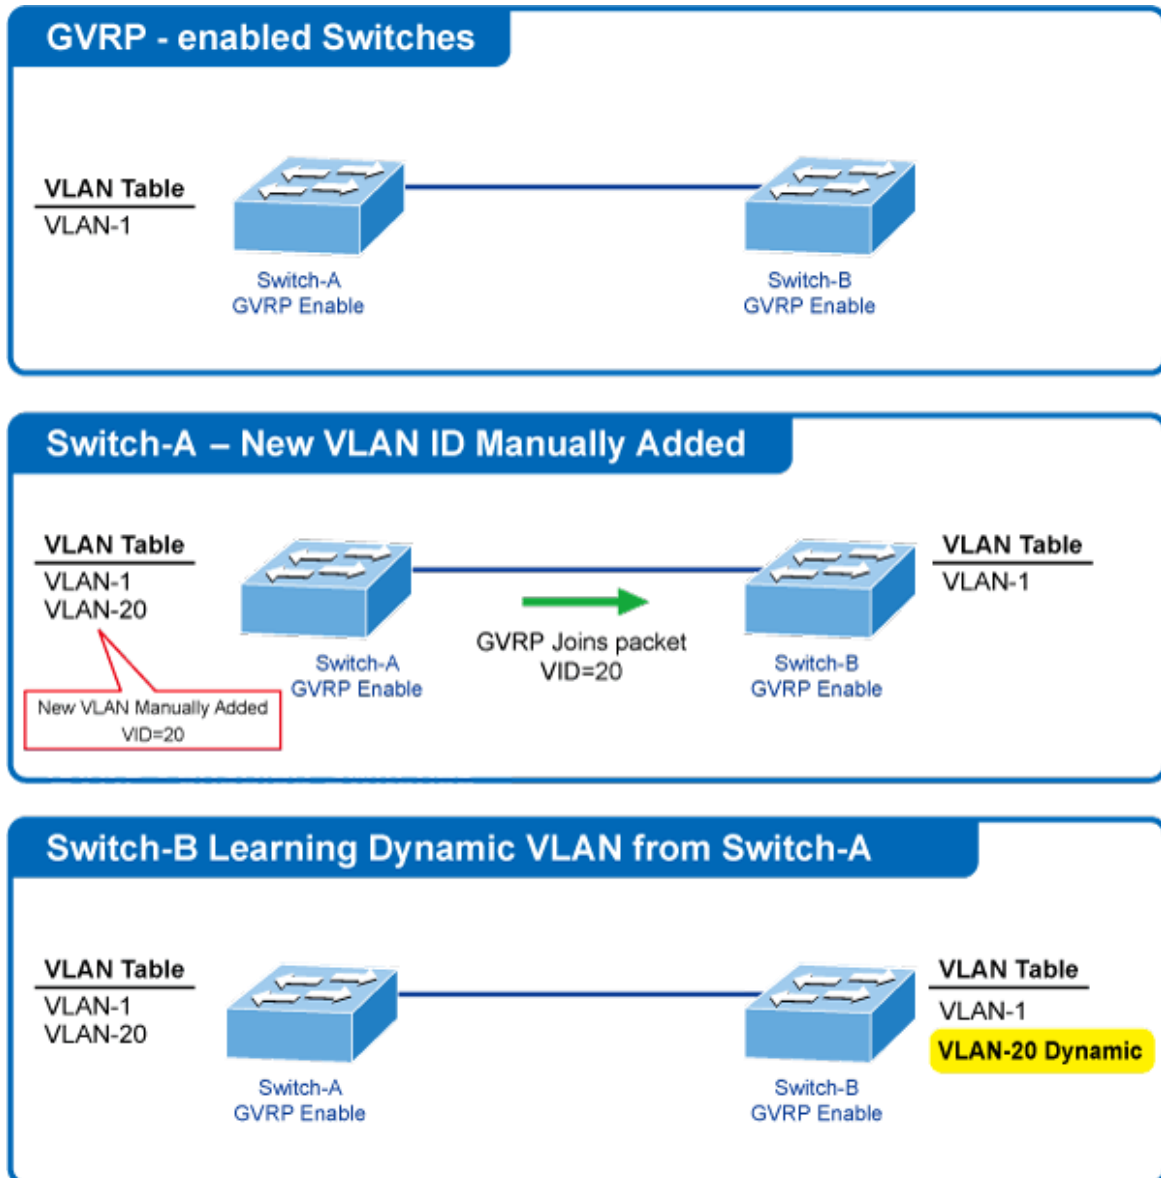 GVRP - enabled Switches
VLAN Table
VLAN-1
Switch-A
GVRP Enable
Switch-B
GVRP Enable
Switch-A – New VLAN ID Manually Added
VLAN Table
VLAN-1
VLAN-20
New VLAN Manually Added
VID=20
Switch-A
GVRP Enable
GVRP Joins packet
VID=20
Switch-B
GVRP Enable
VLAN Table
VLAN-1
Switch-B Learning Dynamic VLAN from Switch-A
VLAN Table
VLAN-1
VLAN-20
Switch-A
GVRP Enable
Switch-B
GVRP Enable
VLAN Table
VLAN-1
VLAN-20 Dynamic